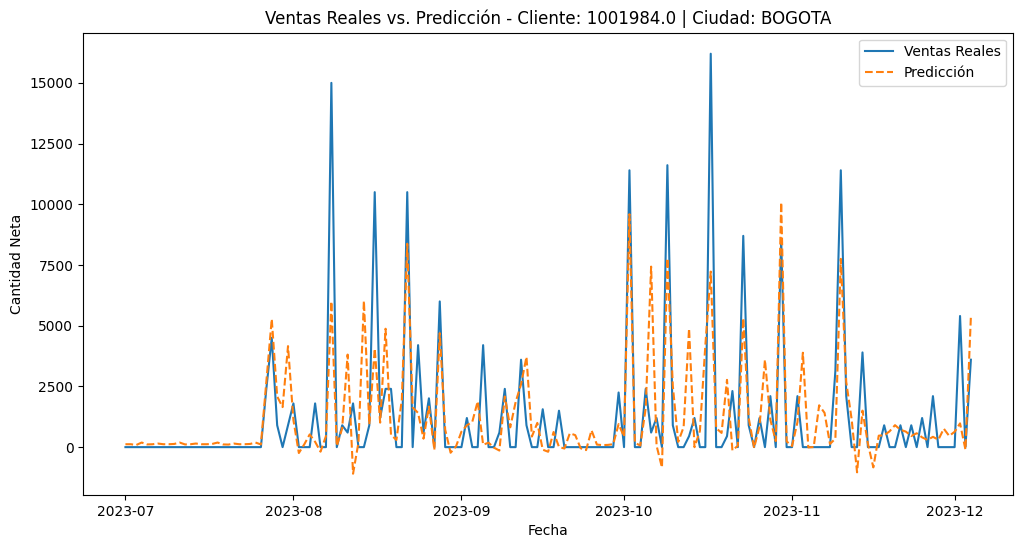 Ventas Reales vs. Predicción - Cliente: 1001984.0 | Ciudad: BOGOTA
Ventas Reales
Predicción
15000
12500
10000
7500
5000
2500
0
Cantidad Neta
2023-07
2023-08
2023-09
2023-10
2023-11
2023-12
Fecha